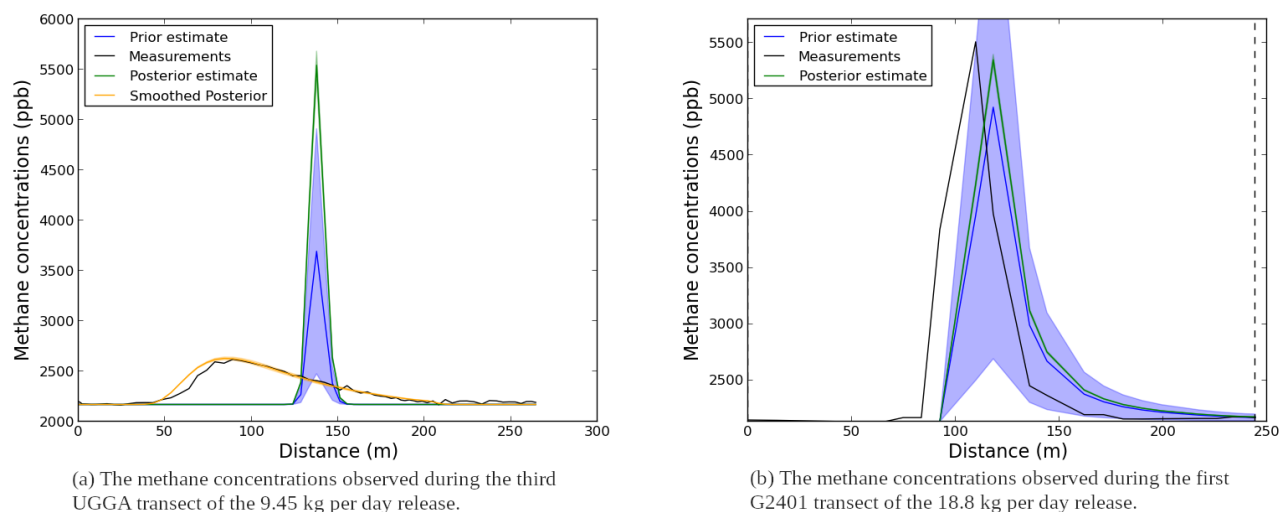 6000
5500
5000
4500
4000
3500
3000
2500
2000
Methane concentrations (ppb)
Prior estimate
Measurements
Posterior estimate
Smoothed Posterior
0 50 100 150 200 250 300
Distance (m)
(a) The methane concentrations observed during the third
UGGA transect of the 9.45 kg per day release.
5500
5000
4500
4000
3500
3000
2500
Methane concentrations (ppb)
Prior estimate
Measurements
Posterior estimate
0 50 100 150 200 250
Distance (m)
(b) The methane concentrations observed during the first
G2401 transect of the 18.8 kg per day release.